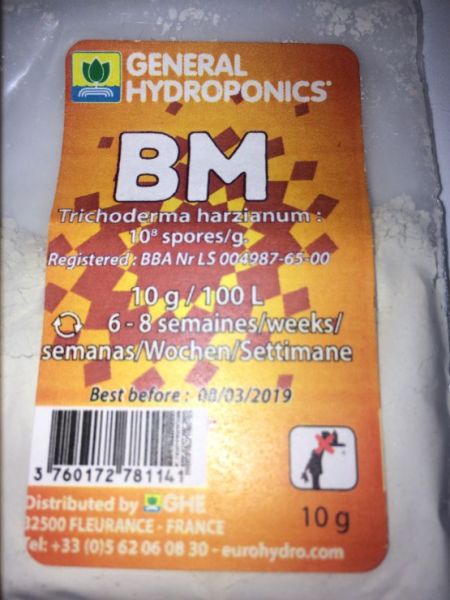 GENERAL
HYDROPONICS®
BM
Trichoderma harzianum :
10⁸ spores/g.
Registered : BBA Nr LS 004987-65-00
10 g / 100 L
6 - 8 semaines/weeks/
semanas/Wochen/Settimane
Best before : 08/03/2019
3 760172 781141
Distributed by GHE
32500 FLEURANCE - FRANCE
Tel: +33 (0)5 62 06 08 30 - eurohydro.com
10 g